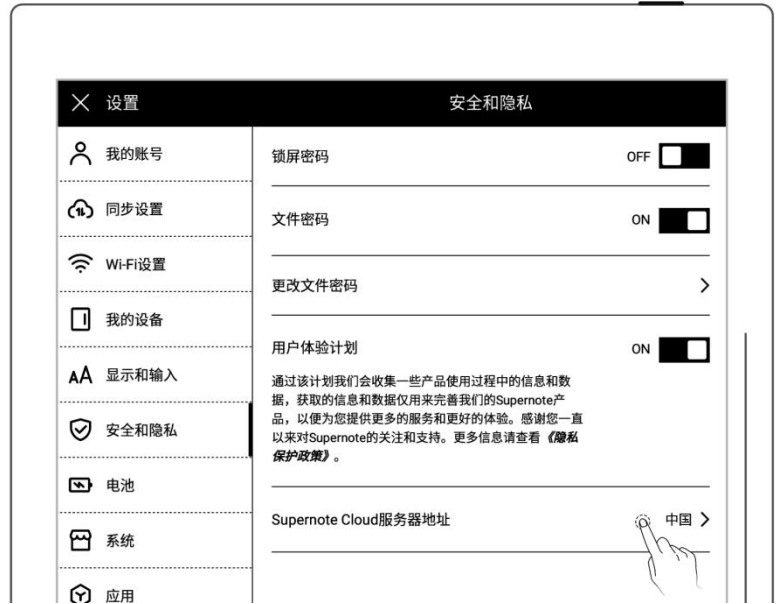 设置
安全和隐私
我的账号
同步设置
Wi-Fi设置
我的设备
显示和输入
安全和隐私
电池
系统
应用
锁屏密码
OFF
文件密码
ON
更改文件密码
用户体验计划
ON
通过该计划我们会收集一些产品使用过程中的信息和数
据，获取的信息和数据仅用来完善我们的Supernote产
品，以便为您提供更多的服务和更好的体验。感谢您一直
以来对Supernote的关注和支持。更多信息请查看《隐私
保护政策》。
Supernote Cloud服务器地址
中国